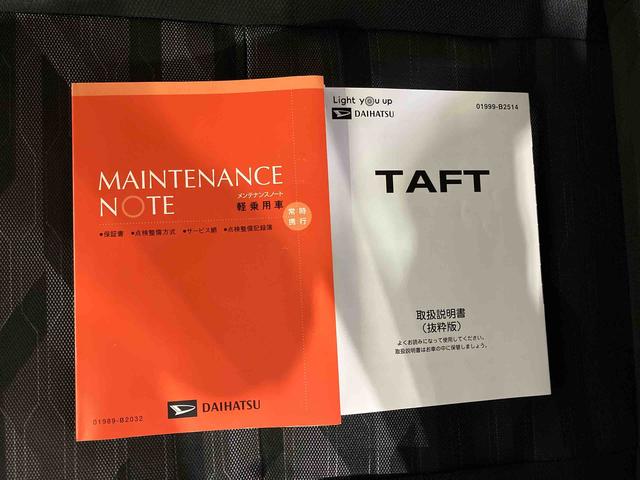 MAINTENANCE
NOTE
メンテナンスノート
軽乗用車
常時
携行
●保証書 ●点検整備方式 ●サービス網 ●点検整備記録簿
DAIHATSU
01989-B2032
Light you up
DAIHATSU
01999-B2514
TAFT
取扱説明書
(抜粋版)
よくお読みになって使用してください。
取扱説明書はお車の中に保管しましょう。